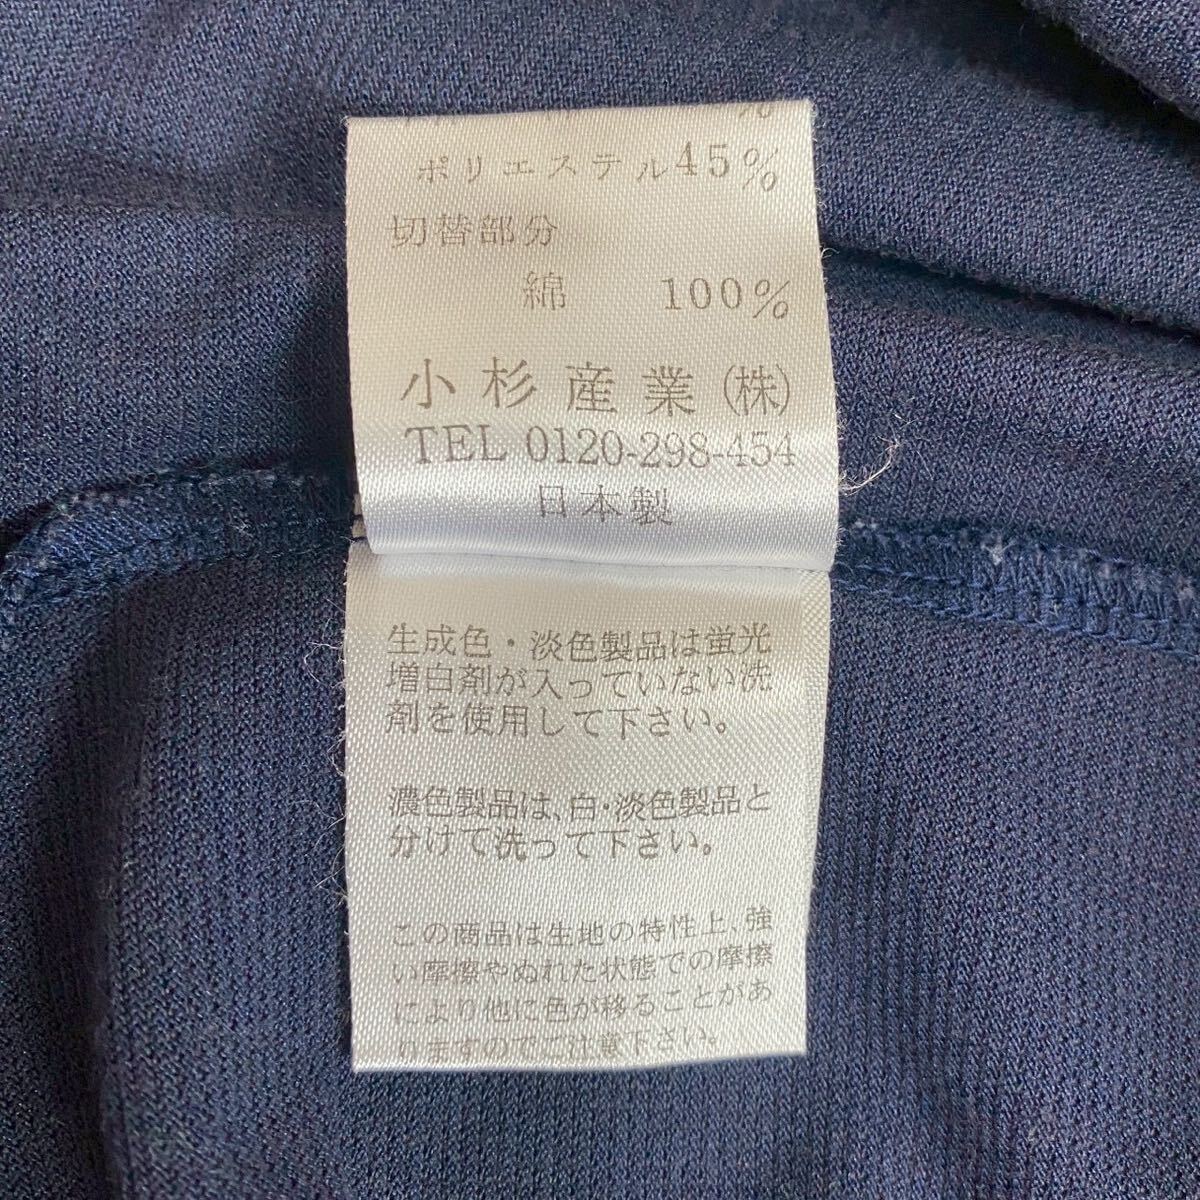 ポリエステル45%
切替部分
綿 100%
小杉産業(株)
TEL 0120-298-454
日本製
生成色・淡色製品は蛍光
増白剤が入っていない洗
剤を使用して下さい。
濃色製品は、白・淡色製品と
分けて洗って下さい。
この商品は生地の特性上、強
い摩擦やぬれた状態での摩擦
により他に色が移ることがあ
りますのでご注意下さい。